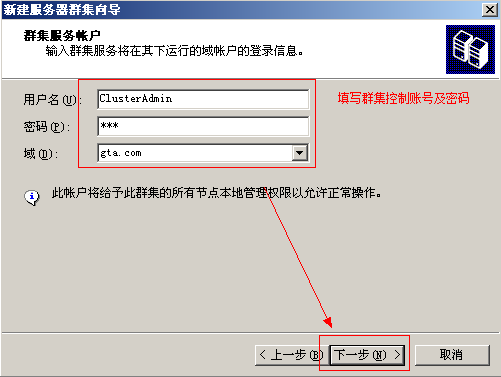 新建服务器群集向导
群集服务帐户
输入群集服务将在其下运行的域帐户的登录信息。
用户名(U): ClusterAdmin
填写群集控制账号及密码
密码(P): ***
域(D): gta.com
此帐户将给予此群集的所有节点本地管理权限以允许正常操作。
< 上一步(B) 下一步(N) > 取消